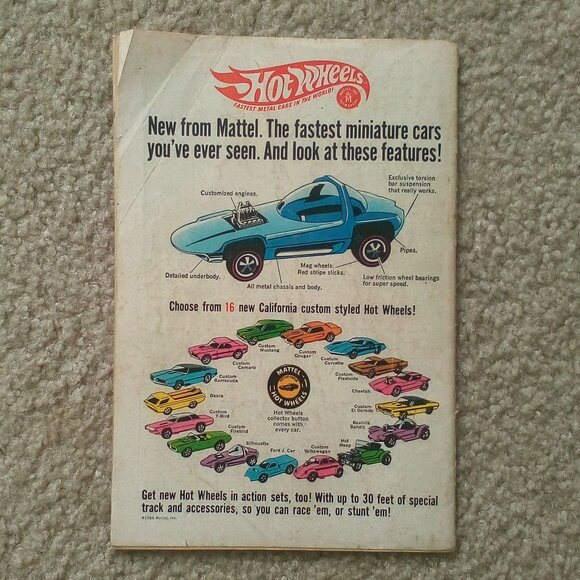 Hot Wheels
FASTEST METAL CARS IN THE WORLD!
MATTEL
New from Mattel. The fastest miniature cars
you've ever seen. And look at these features!
Exclusive torsion
bar suspension
that really works.
Customized engines.
Pipes.
Mag wheels.
Red stripe slicks.
Detailed underbody.
Low friction wheel bearings
for super speed.
All metal chassis and body.
Choose from 16 new California custom styled Hot Wheels!
Custom
Mustang
Custom
Cougar
Custom
Camaro
Custom
Corvette
Custom
Barracuda
Custom
Fleetside
Deora
Cheetah
Custom
T-Bird
Custom
El Dorado
Custom
Firebird
Beatnik
Bandit
Silhouette
Ford J. Car
Custom
Volkswagen
Hot
Heap
MATTEL
HOT WHEELS
Hot Wheels
collector button
comes with
every car.
Get new Hot Wheels in action sets, too! With up to 30 feet of special
track and accessories, so you can race 'em, or stunt 'em!
©1968 Mattel, Inc.